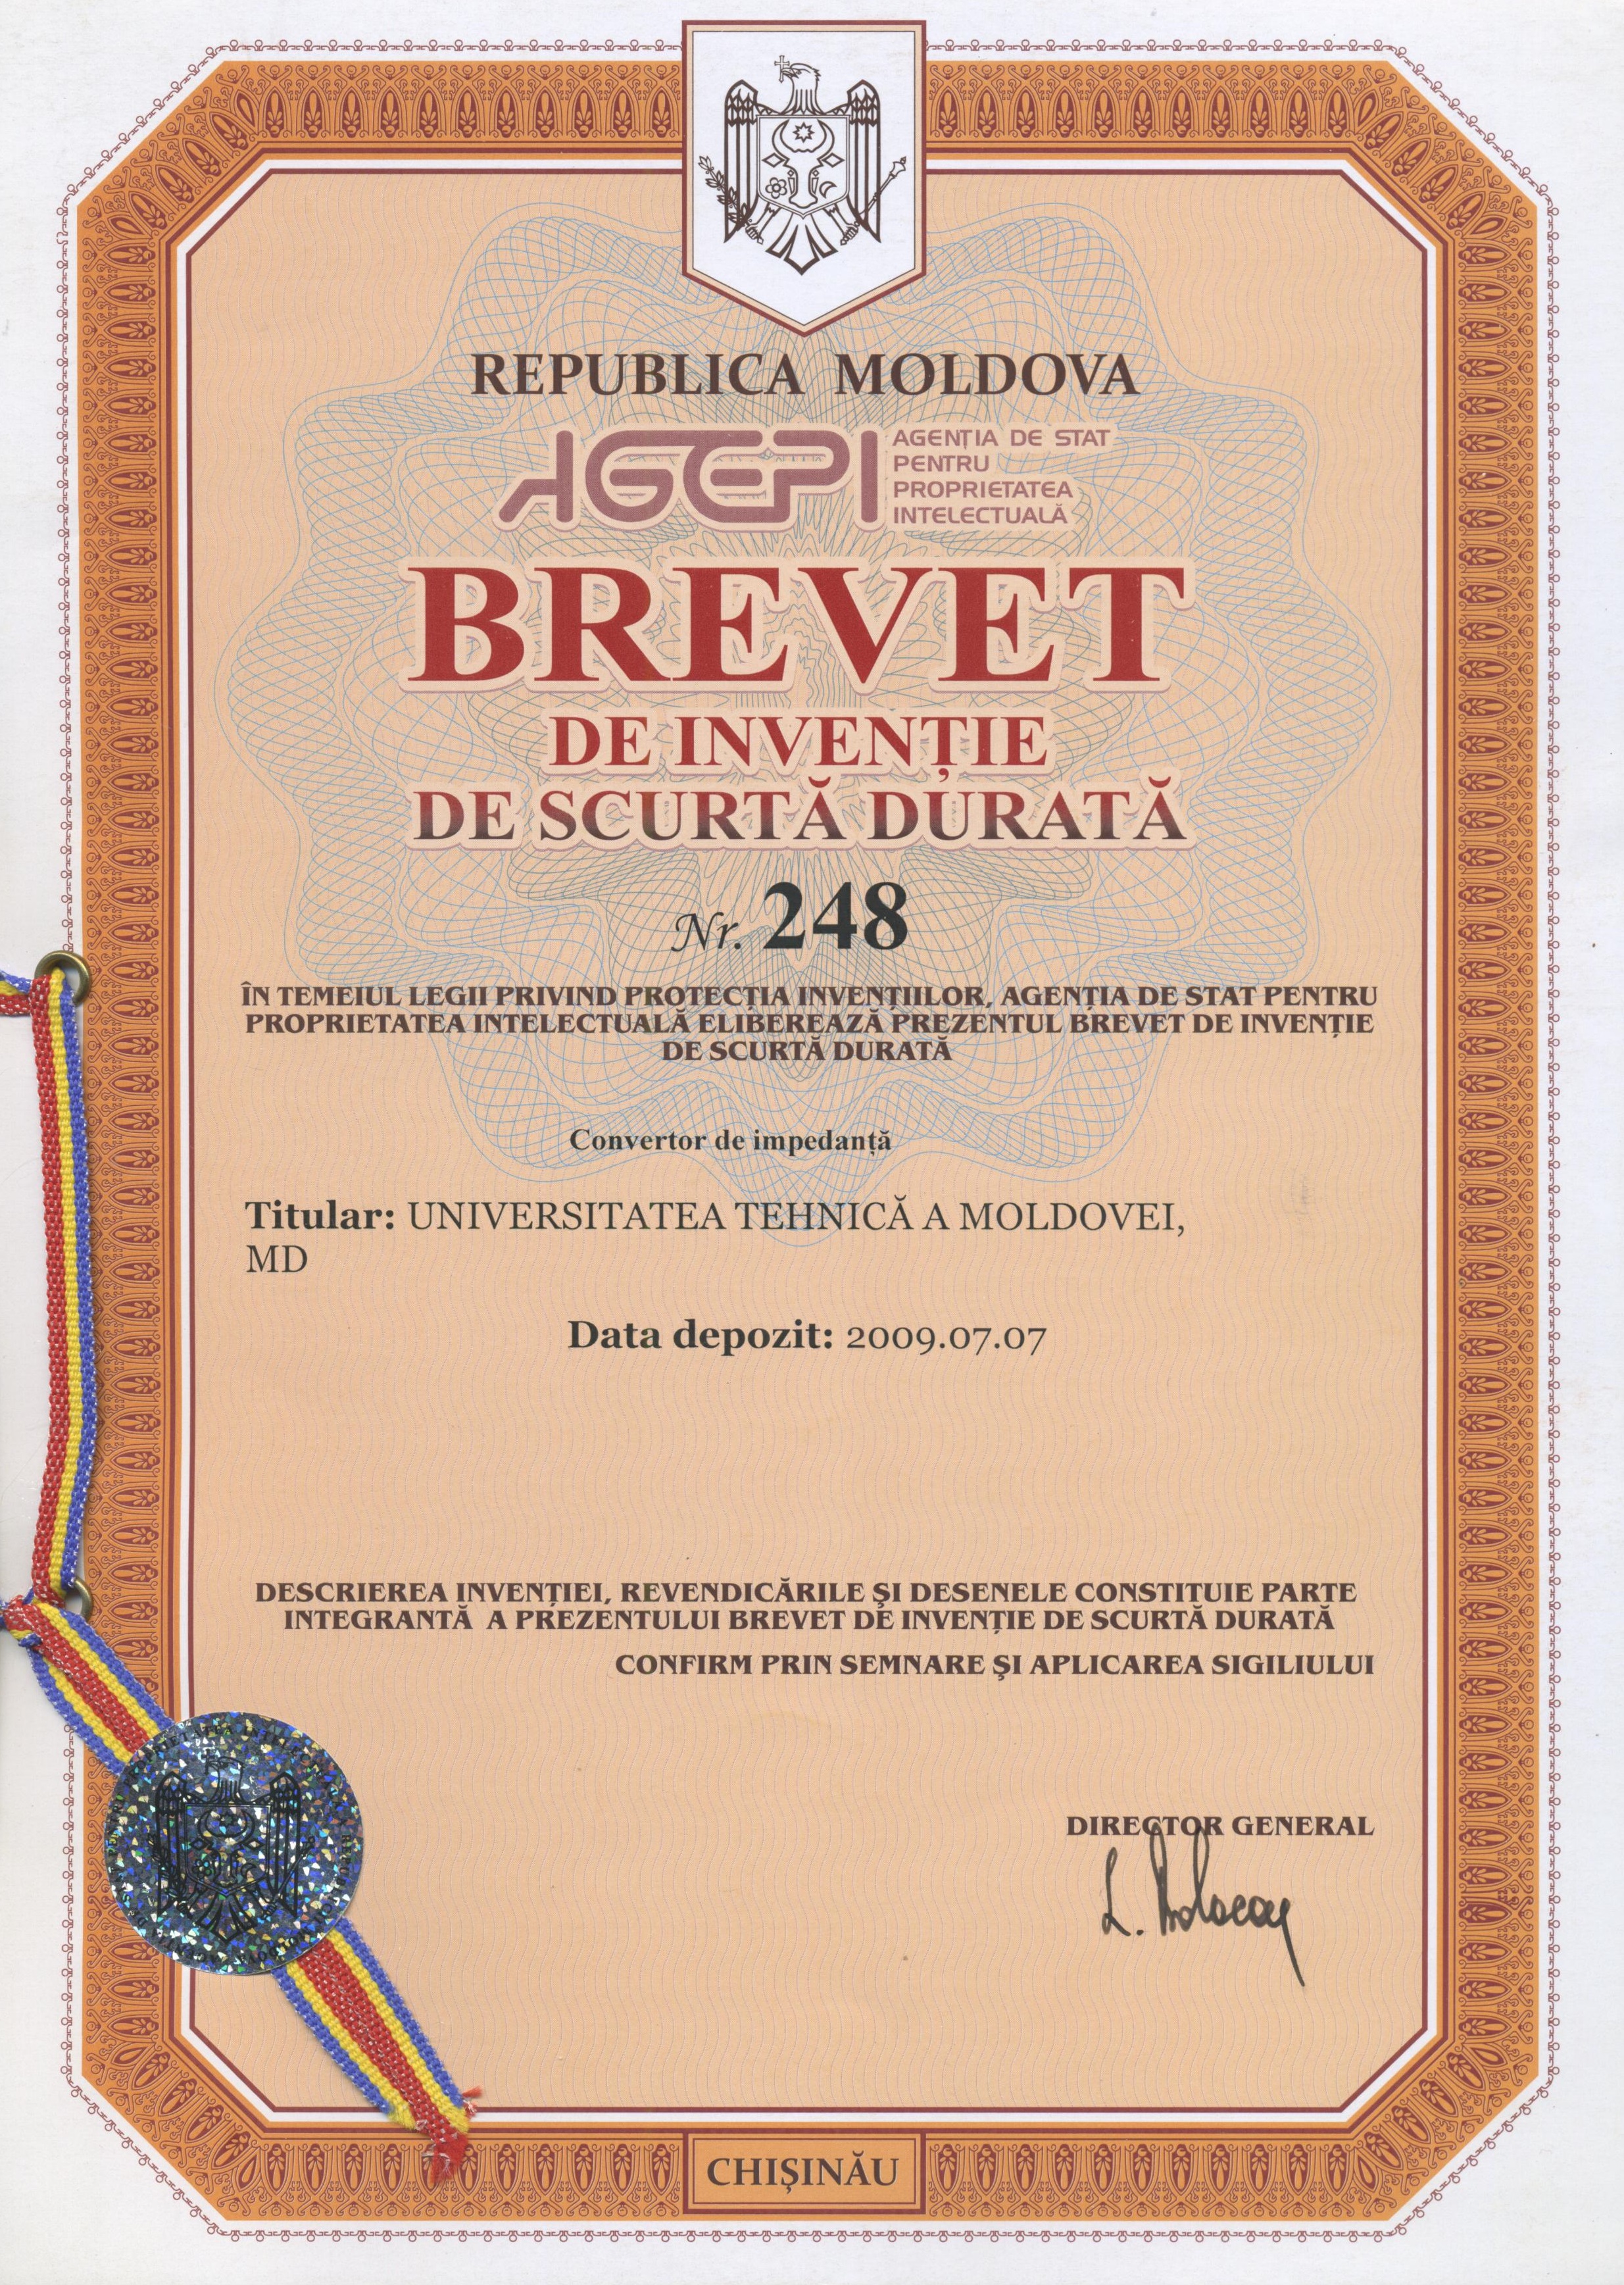 REPUBLICA MOLDOVA
AGEPI
AGENȚIA DE STAT
PENTRU
PROPRIETATEA
INTELECTUALĂ
BREVET
DE INVENȚIE
DE SCURTĂ DURATĂ
Nr. 248
ÎN TEMEIUL LEGII PRIVIND PROTECȚIA INVENȚIILOR, AGENȚIA DE STAT PENTRU
PROPRIETATEA INTELECTUALĂ ELIBEREAZĂ PREZENTUL BREVET DE INVENȚIE
DE SCURTĂ DURATĂ
Convertor de impedanță
Titular: UNIVERSITATEA TEHNICĂ A MOLDOVEI,
MD
Data depozit: 2009.07.07
DESCRIEREA INVENȚIEI, REVENDICĂRILE ȘI DESENELE CONSTITUIE PARTE
INTEGRANTĂ A PREZENTULUI BREVET DE INVENȚIE DE SCURTĂ DURATĂ
CONFIRM PRIN SEMNARE ȘI APLICAREA SIGILIULUI
DIRECTOR GENERAL
CHIȘINĂU